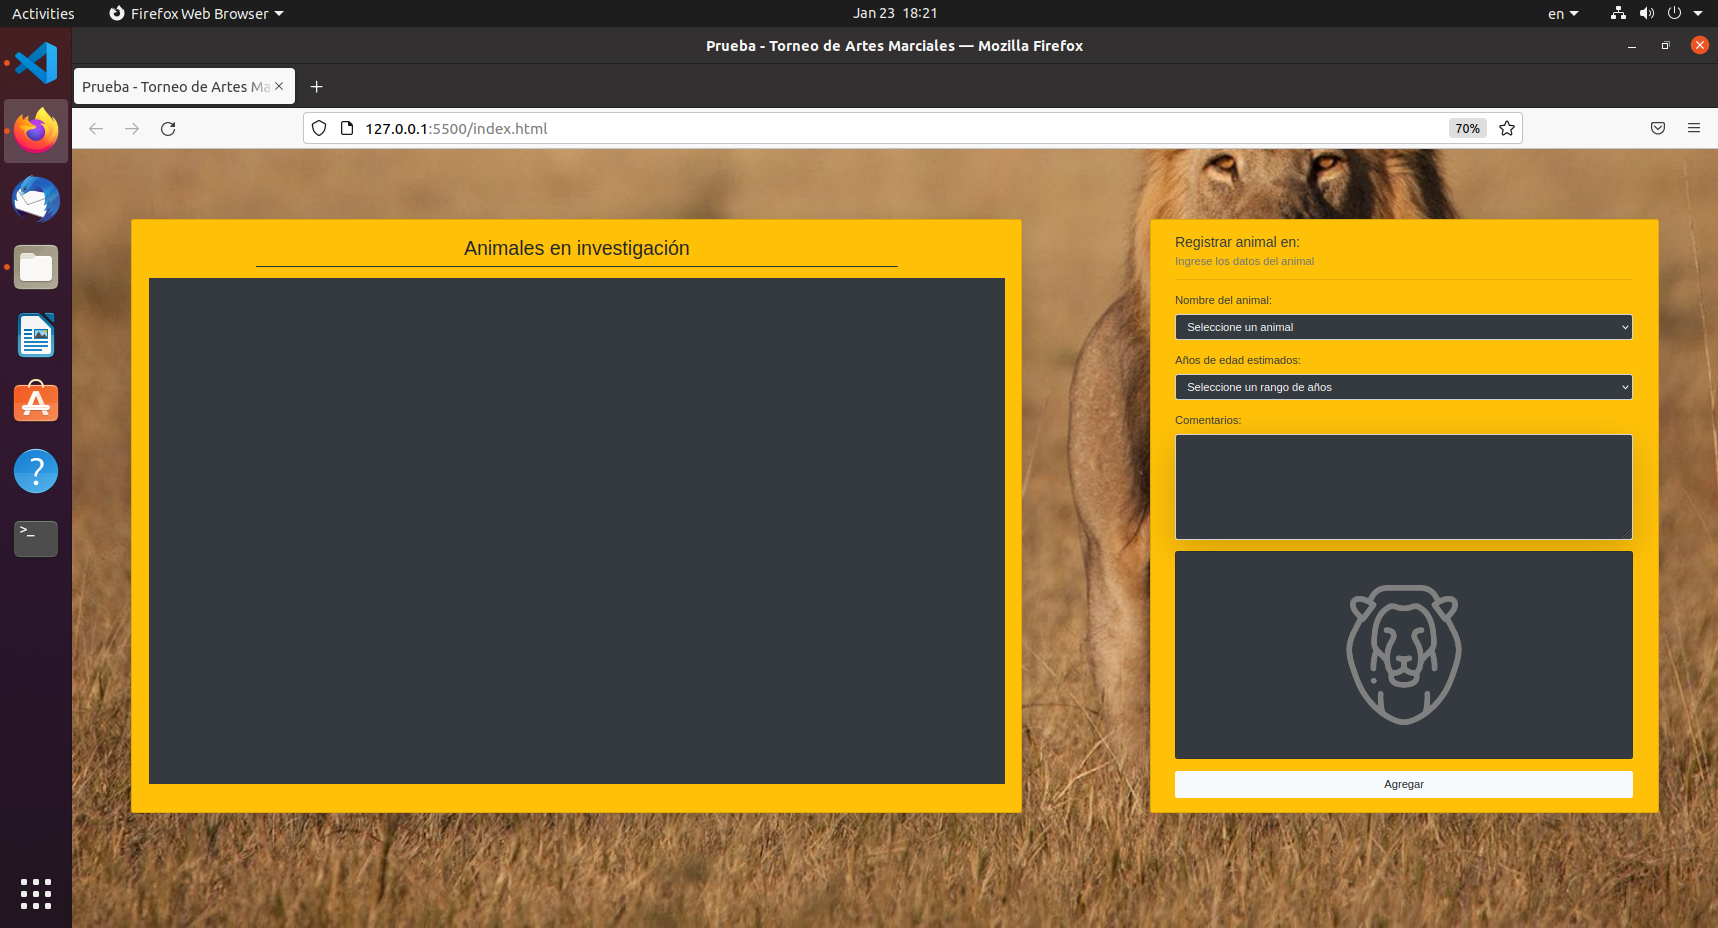 Activities
Firefox Web Browser
Jan 23 18:21
en
Prueba - Torneo de Artes Marciales — Mozilla Firefox
Prueba - Torneo de Artes Ma
127.0.0.1:5500/index.html
70%
Animales en investigación
Registrar animal en:
Ingrese los datos del animal
Nombre del animal:
Seleccione un animal
Años de edad estimados:
Seleccione un rango de años
Comentarios:
Agregar
>_
?